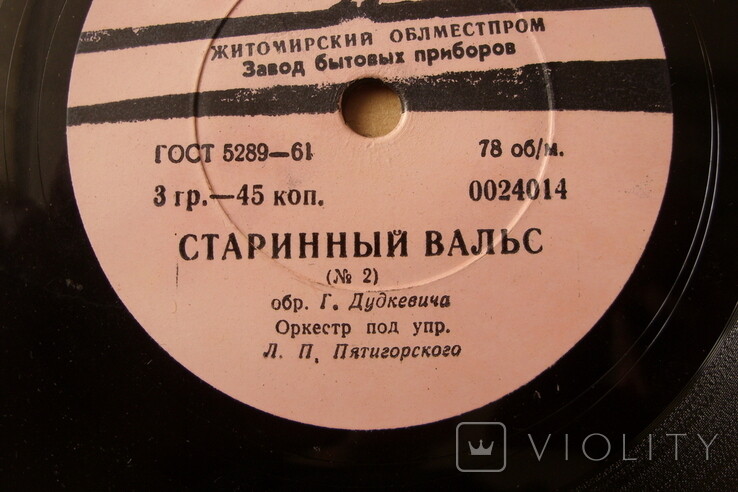 ЖИТОМИРСКИЙ ОБЛМЕСТПРОМ
Завод бытовых приборов
ГОСТ 5289—61 78 об/м.
3 гр.—45 коп. 0024014
СТАРИННЫЙ ВАЛЬС
(№ 2)
обр. Г. Дудкевича
Оркестр под упр.
Л. П. Пятигорского
VIOLITY